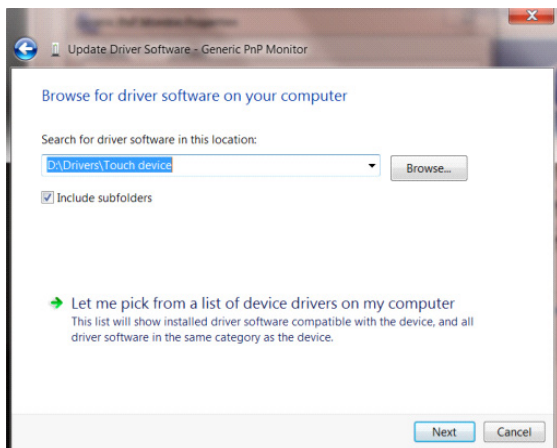 Update Driver Software - Generic PnP Monitor
Browse for driver software on your computer
Search for driver software in this location:
D:\Drivers\Touch device
Browse...
Include subfolders
Let me pick from a list of device drivers on my computer
This list will show installed driver software compatible with the device, and all
driver software in the same category as the device.
Next
Cancel